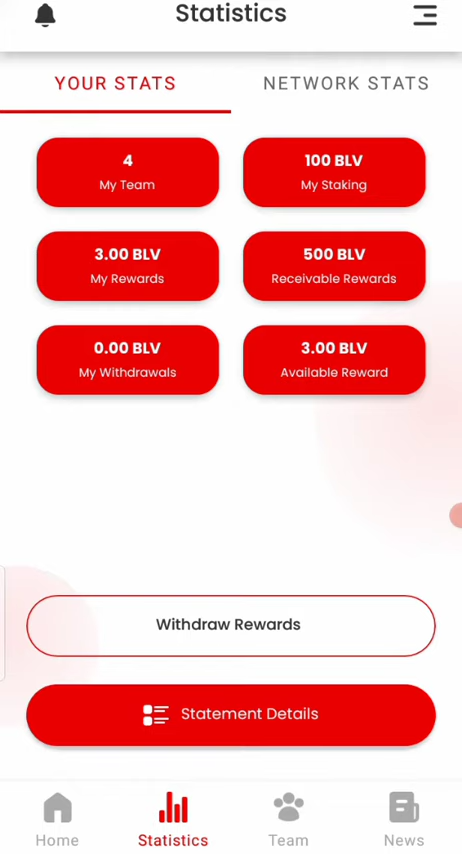 Statistics
YOUR STATS
NETWORK STATS
4
My Team
100 BLV
My Staking
3.00 BLV
My Rewards
500 BLV
Receivable Rewards
0.00 BLV
My Withdrawals
3.00 BLV
Available Reward
Withdraw Rewards
Statement Details
Home
Statistics
Team
News